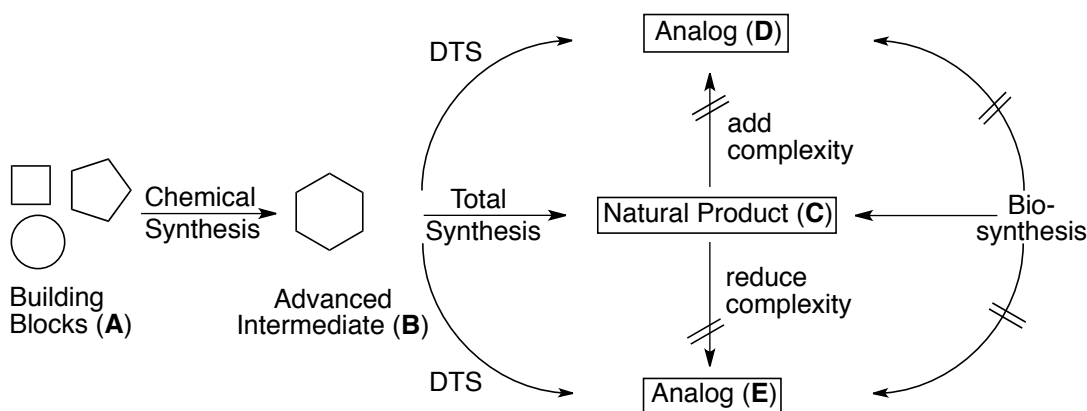 Analog (D)
DTS
add
complexity
Chemical
Synthesis
Total
Synthesis
Natural Product (C)
Bio-
synthesis
Building
Blocks (A)
Advanced
Intermediate (B)
reduce
complexity
DTS
Analog (E)